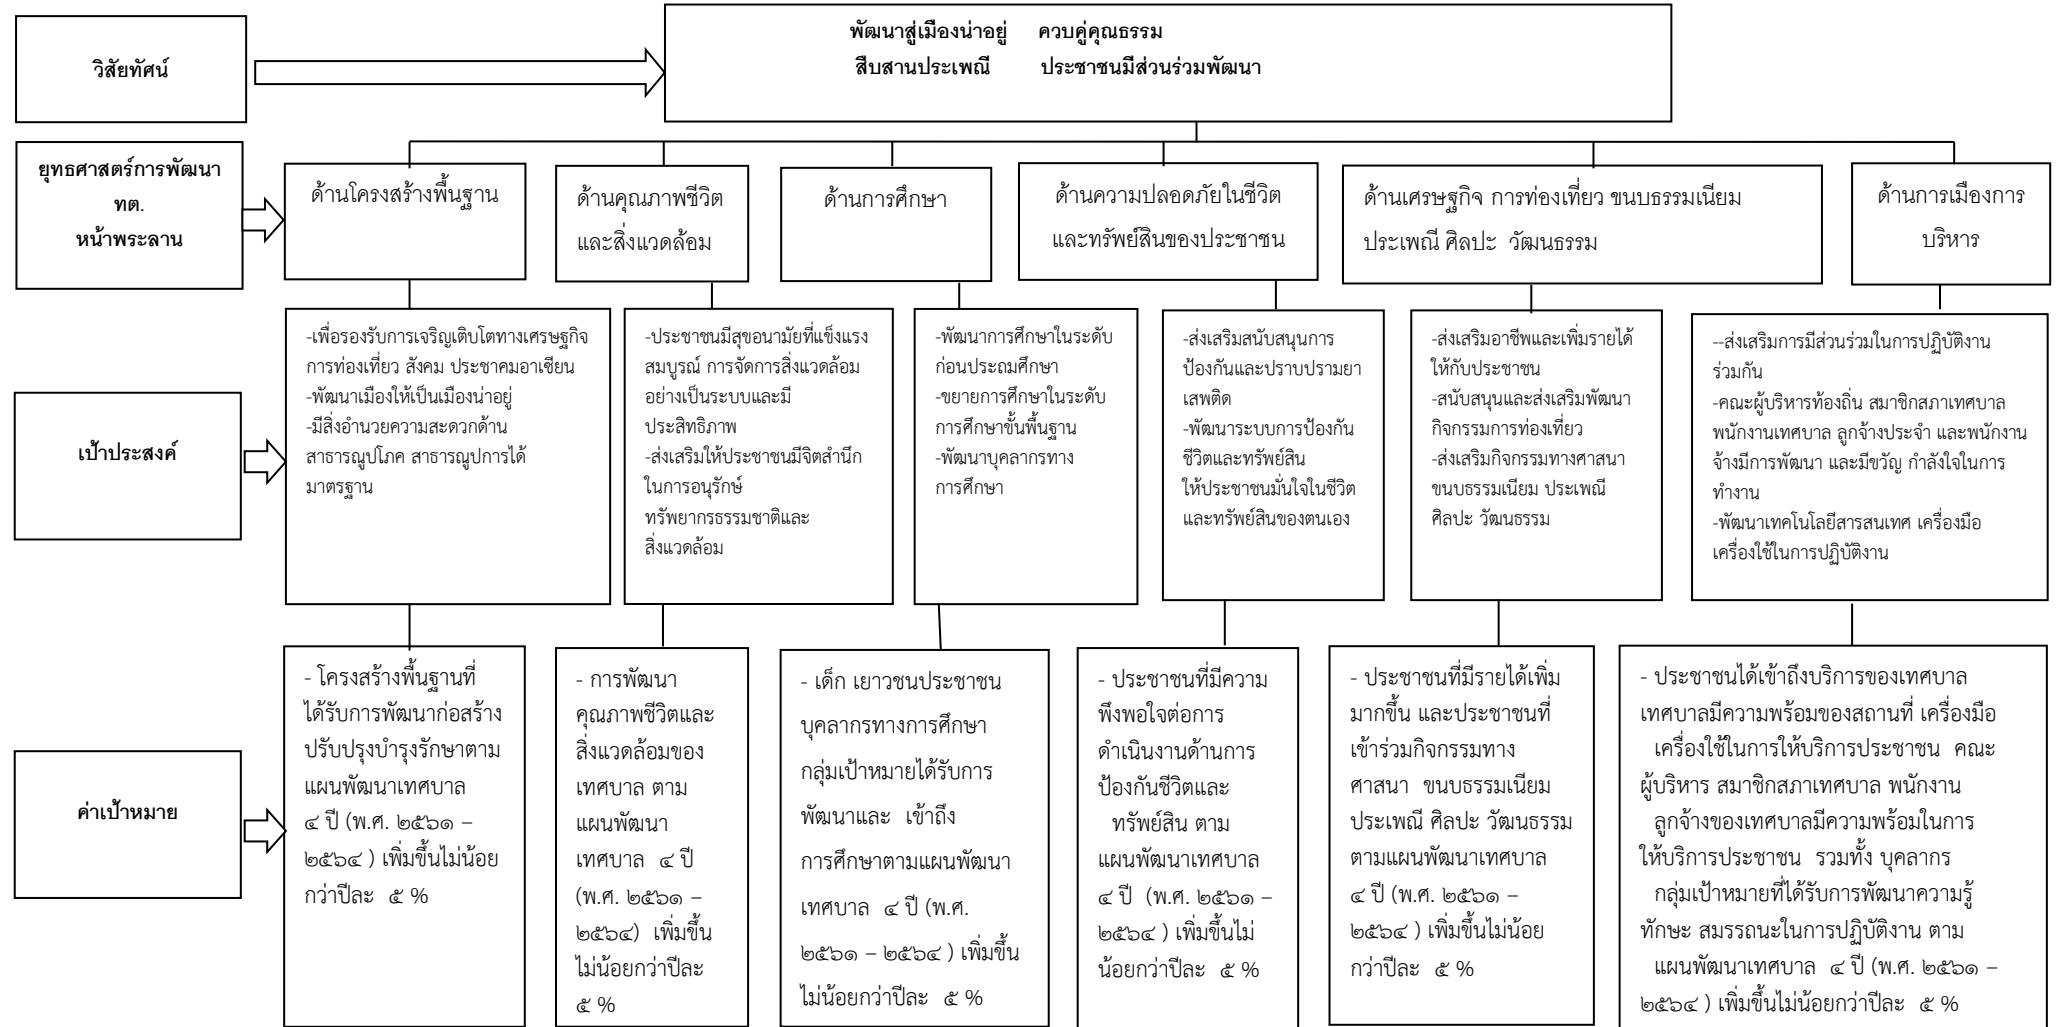 วิสัยทัศน์
พัฒนาสู่เมืองน่าอยู่ ควบคู่คุณธรรม
สืบสานประเพณี ประชาชนมีส่วนร่วมพัฒนา
ยุทธศาสตร์การพัฒนา
ทต.
หน้าพระลาน
ด้านโครงสร้างพื้นฐาน
ด้านคุณภาพชีวิต
และสิ่งแวดล้อม
ด้านการศึกษา
ด้านความปลอดภัยในชีวิต
และทรัพย์สินของประชาชน
ด้านเศรษฐกิจ การท่องเที่ยว ขนบธรรมเนียม
ประเพณี ศิลปะ วัฒนธรรม
ด้านการเมืองการ
บริหาร
เป้าประสงค์
-เพื่อรองรับการเจริญเติบโตทางเศรษฐกิจ
การท่องเที่ยว สังคม ประชาคมอาเซียน
-พัฒนาเมืองให้เป็นเมืองน่าอยู่
-มีสิ่งอำนวยความสะดวกด้าน
สาธารณูปโภค สาธารณูปการได้
มาตรฐาน
-ประชาชนมีสุขอนามัยที่แข็งแรง
สมบูรณ์ การจัดการสิ่งแวดล้อม
อย่างเป็นระบบและมี
ประสิทธิภาพ
-ส่งเสริมให้ประชาชนมีจิตสำนึก
ในการอนุรักษ์
ทรัพยากรธรรมชาติและ
สิ่งแวดล้อม
-พัฒนาการศึกษาในระดับ
ก่อนประถมศึกษา
-ขยายการศึกษาในระดับ
การศึกษาขั้นพื้นฐาน
-พัฒนาบุคลากรทาง
การศึกษา
-ส่งเสริมสนับสนุนการ
ป้องกันและปราบปรามยา
เสพติด
-พัฒนาระบบการป้องกัน
ชีวิตและทรัพย์สิน
ให้ประชาชนมั่นใจในชีวิต
และทรัพย์สินของตนเอง
-ส่งเสริมอาชีพและเพิ่มรายได้
ให้กับประชาชน
-สนับสนุนและส่งเสริมพัฒนา
กิจกรรมการท่องเที่ยว
-ส่งเสริมกิจกรรมทางศาสนา
ขนบธรรมเนียม ประเพณี
ศิลปะ วัฒนธรรม
--ส่งเสริมการมีส่วนร่วมในการปฏิบัติงาน
ร่วมกัน
-คณะผู้บริหารท้องถิ่น สมาชิกสภาเทศบาล
พนักงานเทศบาล ลูกจ้างประจำ และพนักงาน
จ้างมีการพัฒนา และมีขวัญ กำลังใจในการ
ทำงาน
-พัฒนาเทคโนโลยีสารสนเทศ เครื่องมือ
เครื่องใช้ในการปฏิบัติงาน
ค่าเป้าหมาย
- โครงสร้างพื้นฐานที่
ได้รับการพัฒนาก่อสร้าง
ปรับปรุงบำรุงรักษาตาม
แผนพัฒนาเทศบาล
๔ ปี (พ.ศ. ๒๕๖๑ –
๒๕๖๔ ) เพิ่มขึ้นไม่น้อย
กว่าปีละ ๕ %
- การพัฒนา
คุณภาพชีวิตและ
สิ่งแวดล้อมของ
เทศบาล ตาม
แผนพัฒนา
เทศบาล ๔ ปี
(พ.ศ. ๒๕๖๑ –
๒๕๖๔) เพิ่มขึ้น
ไม่น้อยกว่าปีละ
๕ %
- เด็ก เยาวชนประชาชน
บุคลากรทางการศึกษา
กลุ่มเป้าหมายได้รับการ
พัฒนาและ เข้าถึง
การศึกษาตามแผนพัฒนา
เทศบาล ๔ ปี (พ.ศ.
๒๕๖๑ – ๒๕๖๔ ) เพิ่มขึ้น
ไม่น้อยกว่าปีละ ๕ %
- ประชาชนที่มีความ
พึงพอใจต่อการ
ดำเนินงานด้านการ
ป้องกันชีวิตและ
ทรัพย์สิน ตาม
แผนพัฒนาเทศบาล
๔ ปี (พ.ศ. ๒๕๖๑ –
๒๕๖๔ ) เพิ่มขึ้นไม่
น้อยกว่าปีละ ๕ %
- ประชาชนที่มีรายได้เพิ่ม
มากขึ้น และประชาชนที่
เข้าร่วมกิจกรรมทาง
ศาสนา ขนบธรรมเนียม
ประเพณี ศิลปะ วัฒนธรรม
ตามแผนพัฒนาเทศบาล
๔ ปี (พ.ศ. ๒๕๖๑ –
๒๕๖๔ ) เพิ่มขึ้นไม่น้อย
กว่าปีละ ๕ %
- ประชาชนได้เข้าถึงบริการของเทศบาล
เทศบาลมีความพร้อมของสถานที่ เครื่องมือ
เครื่องใช้ในการให้บริการประชาชน คณะ
ผู้บริหาร สมาชิกสภาเทศบาล พนักงาน
ลูกจ้างของเทศบาลมีความพร้อมในการ
ให้บริการประชาชน รวมทั้ง บุคลากร
กลุ่มเป้าหมายที่ได้รับการพัฒนาความรู้
ทักษะ สมรรถนะในการปฏิบัติงาน ตาม
แผนพัฒนาเทศบาล ๔ ปี (พ.ศ. ๒๕๖๑ –
๒๕๖๔ ) เพิ่มขึ้นไม่น้อยกว่าปีละ ๕ %